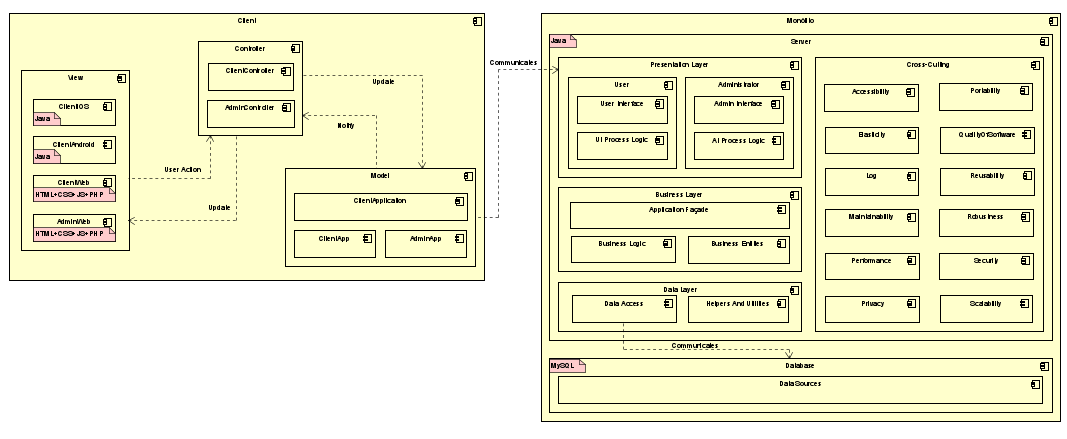 Client
View
ClientIOS
Java
ClientAndroid
Java
ClientWeb
HTML+CSS+JS+PHP
AdminWeb
HTML+CSS+JS+PHP
Controller
ClientController
AdminController
Update
Notify
User Action
Update
Model
ClientApplication
ClientApp
AdminApp
Communicates
Monólito
Java
Server
Presentation Layer
User
User Interface
UI Process Logic
Administrator
Admin Interface
AI Process Logic
Business Layer
Application Façade
Business Logic
Business Entities
Data Layer
Data Access
Helpers And Utilities
Cross-Cutting
Accessibility
Portability
Elasticity
QualityOfSoftware
Log
Reusability
Maintainability
Robusiness
Performance
Security
Privacy
Scalability
Communicates
MySQL
Database
DataSources